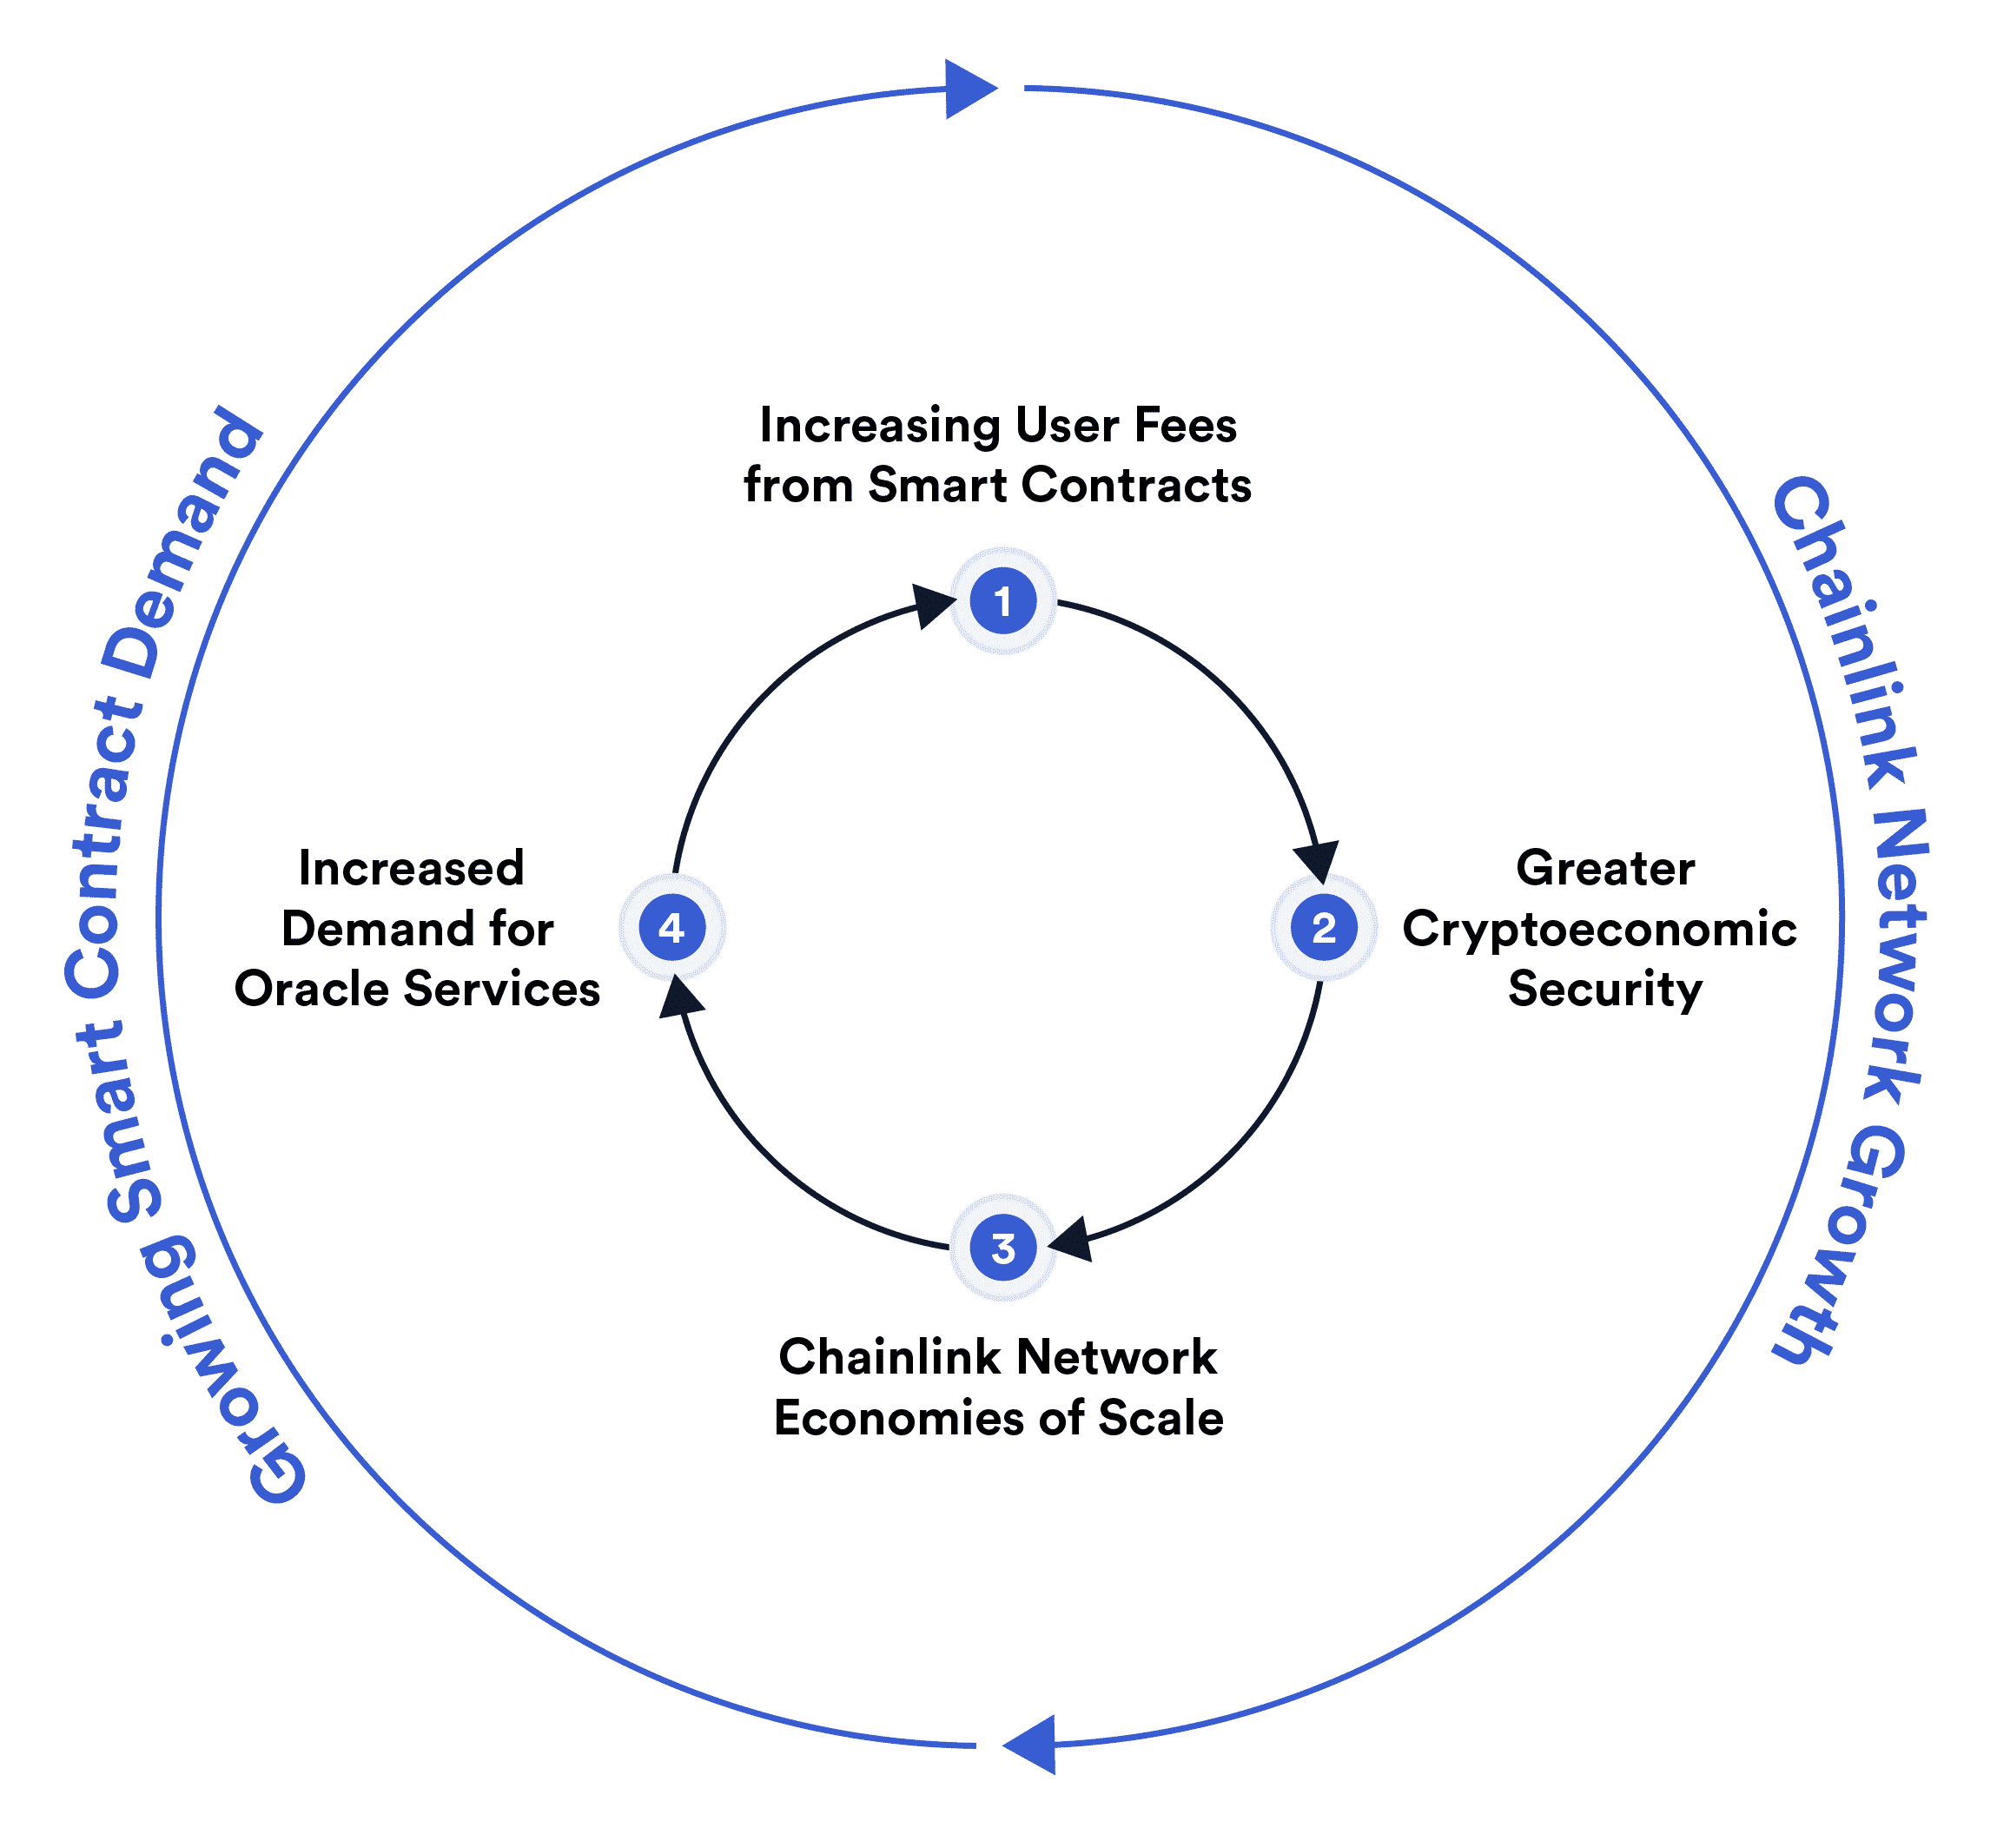 Increasing User Fees
from Smart Contracts
1
Growing Smart Contract Demand
Increased
Demand for
Oracle Services
4
2
Greater
Cryptoeconomic
Security
Chainlink Network Growth
3
Chainlink Network
Economies of Scale